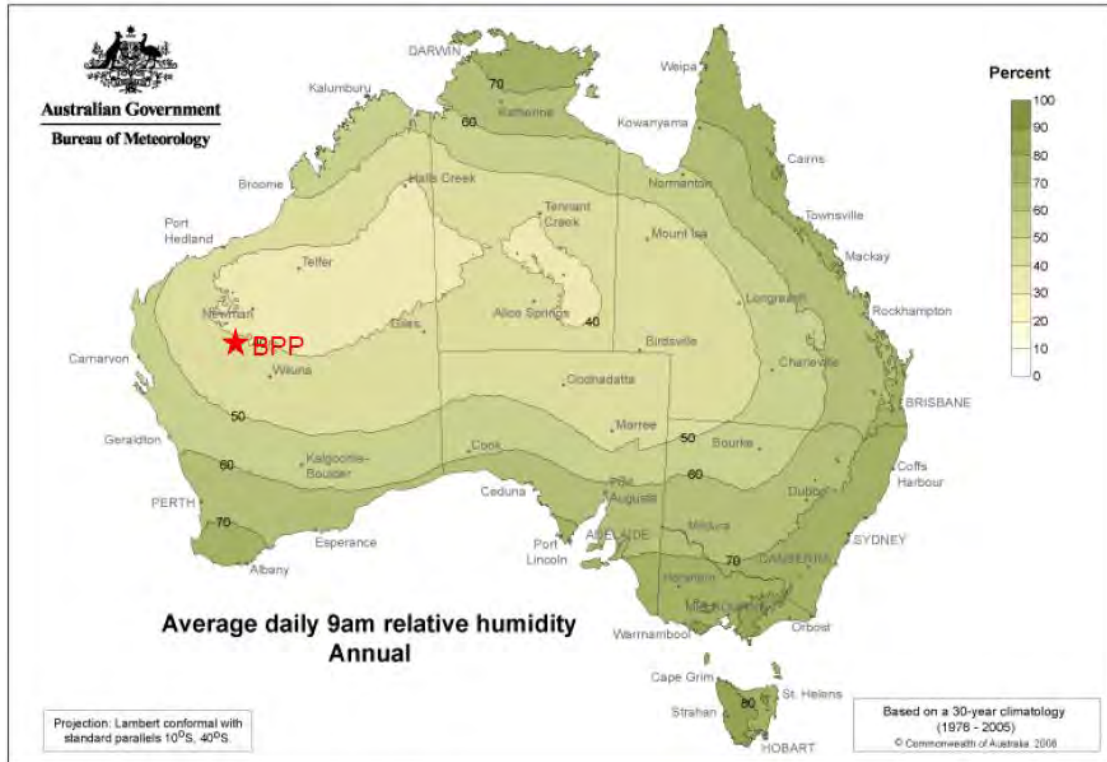 Australian Government
Bureau of Meteorology
DARWIN
Weipa
Percent
Kalumburu
70
Katherine
60
Kowanyama
100
90
80
70
60
50
40
30
20
10
0
Cairns
Broome
Halls Creek
Normanton
Port
Hedland
Tennant
Creek
Townsville
Mount Isa
Mackay
Telfer
Newman
Giles
Alice Springs
40
Longreach
Rockhampton
BPP
Birdsville
Carnarvon
Wiluna
Oodnadatta
Charleville
BRISBANE
50
Marree
50
Bourke
Geraldton
60
Kalgoorlie-
Boulder
Cook
60
Coffs
Harbour
Ceduna
Port
Augusta
Dubbo
PERTH
70
Esperance
Port
Lincoln
ADELAIDE
Mildura
SYDNEY
Albany
70
CANBERRA
Horsham
MELBOURNE
Average daily 9am relative humidity
Annual
Warrnambool
Orbost
Cape Grim
St. Helens
80
Strahan
HOBART
Projection: Lambert conformal with
standard parallels 10°S, 40°S.
Based on a 30-year climatology
(1976 - 2005)
© Commonwealth of Australia, 2008